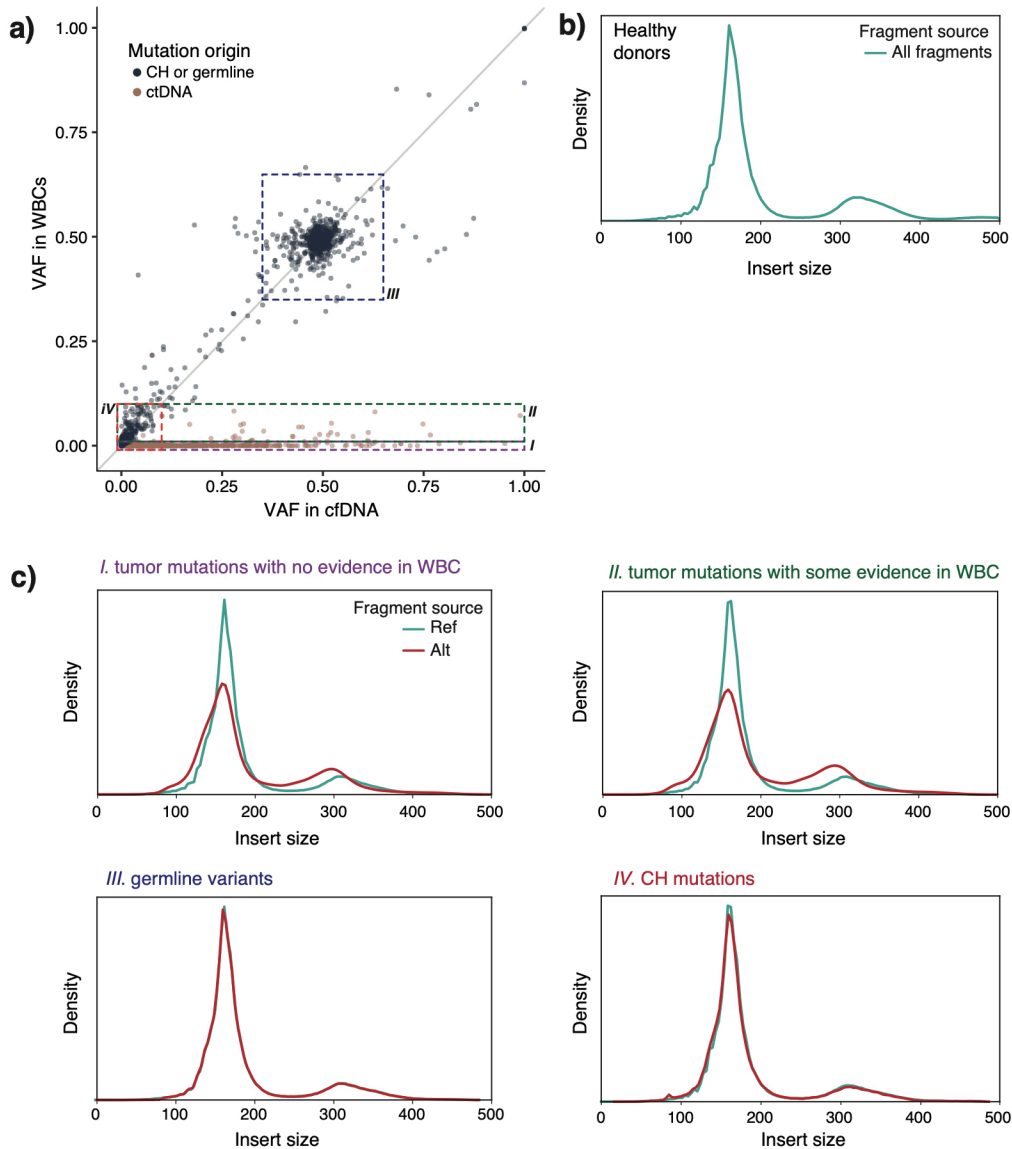 a)
Mutation origin
CH or germline
ctDNA
VAF in WBCs
1.00
0.75
0.50
0.25
0.00
III
iV
II
I
0.00 0.25 0.50 0.75 1.00
VAF in cfDNA
b)
Healthy
donors
Fragment source
All fragments
Density
0 100 200 300 400 500
Insert size
c)
I. tumor mutations with no evidence in WBC
Fragment source
Ref
Alt
Density
0 100 200 300 400 500
Insert size
II. tumor mutations with some evidence in WBC
Density
0 100 200 300 400 500
Insert size
III. germline variants
Density
0 100 200 300 400 500
Insert size
IV. CH mutations
Density
0 100 200 300 400 500
Insert size